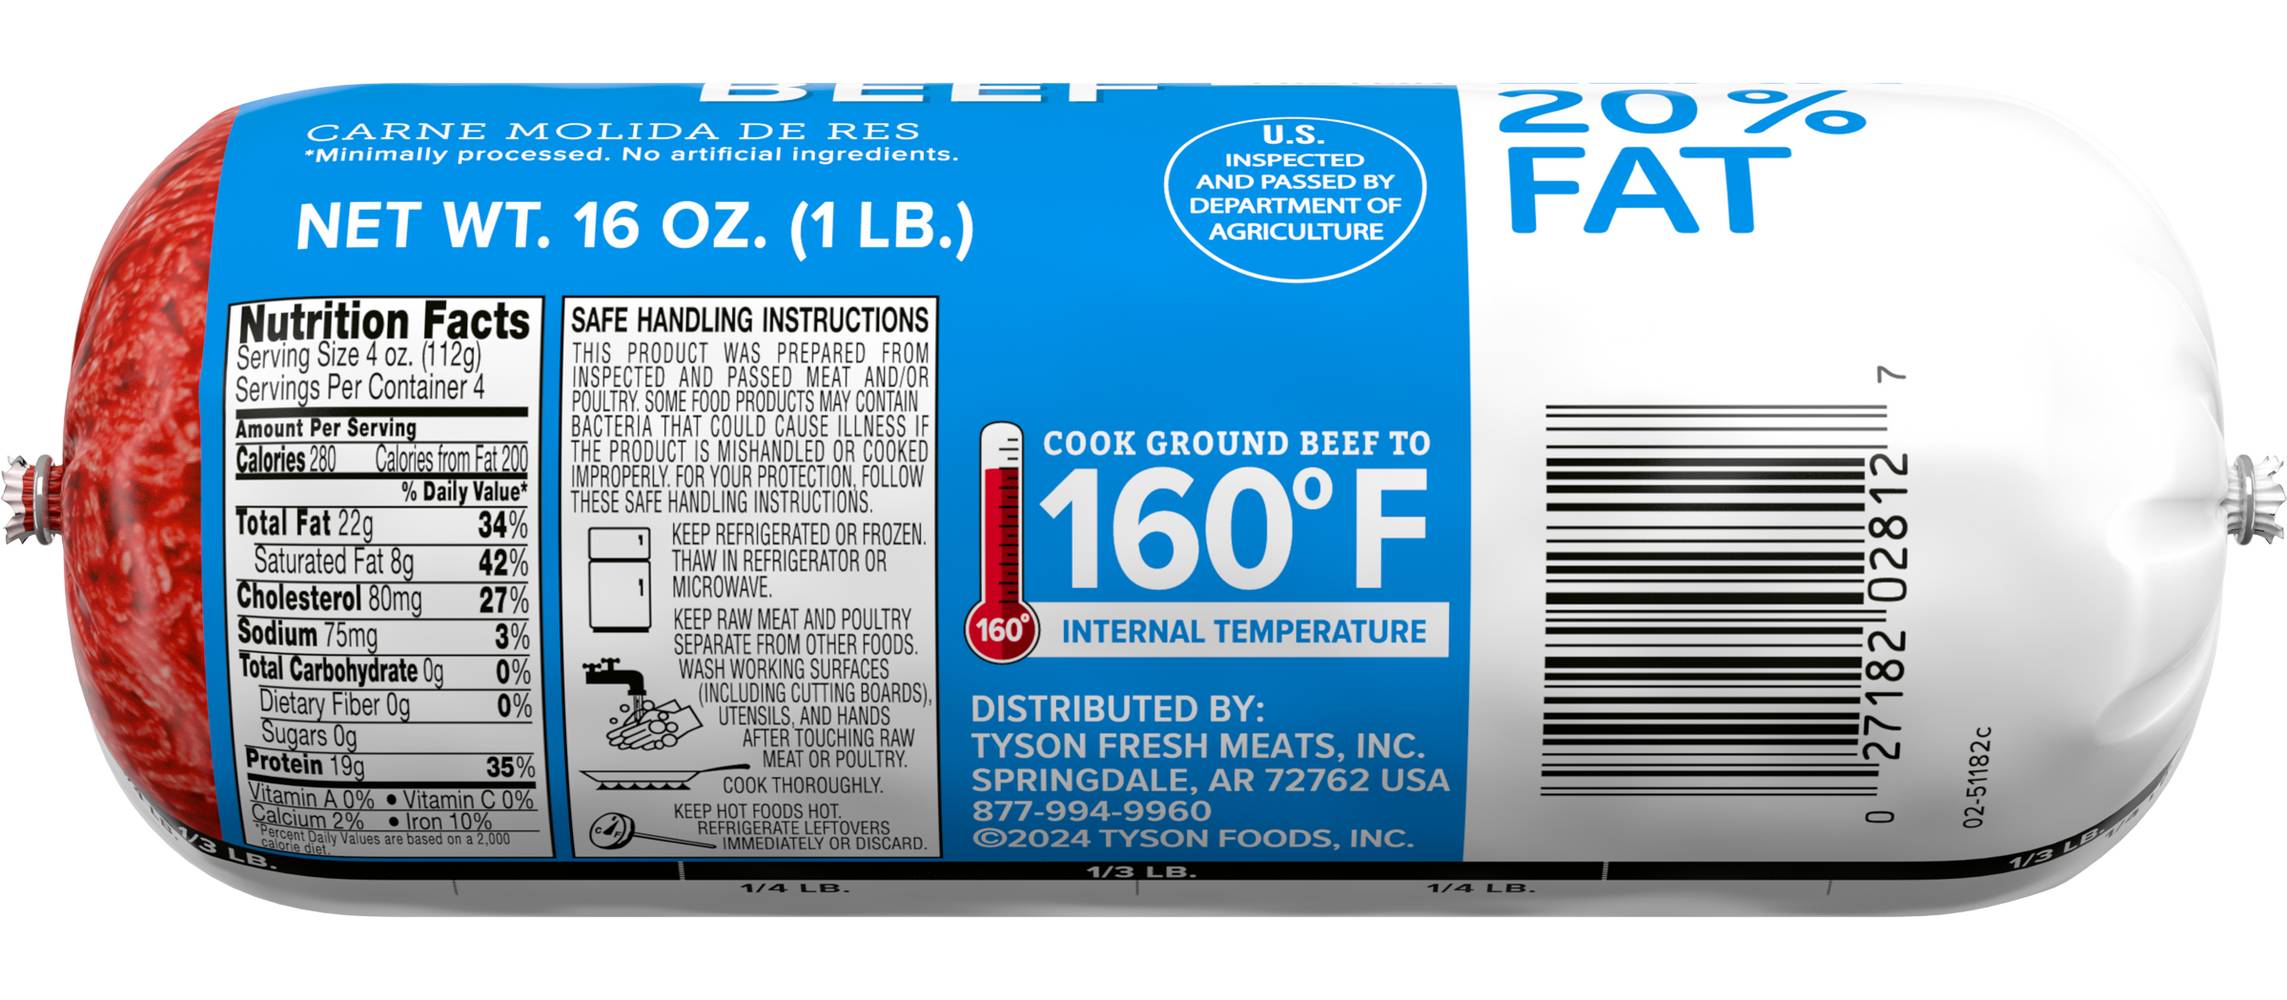 BEEF
CARNE MOLIDA DE RES
*Minimally processed. No artificial ingredients.
NET WT. 16 OZ. (1 LB.)
U.S.
INSPECTED
AND PASSED BY
DEPARTMENT OF
AGRICULTURE
20%
FAT
Nutrition Facts
Serving Size 4 oz. (112g)
Servings Per Container 4
Amount Per Serving
Calories 280 Calories from Fat 200
% Daily Value*
Total Fat 22g 34%
Saturated Fat 8g 42%
Cholesterol 80mg 27%
Sodium 75mg 3%
Total Carbohydrate 0g 0%
Dietary Fiber 0g 0%
Sugars 0g
Protein 19g 35%
Vitamin A 0% • Vitamin C 0%
Calcium 2% • Iron 10%
*Percent Daily Values are based on a 2,000
calorie diet.
SAFE HANDLING INSTRUCTIONS
THIS PRODUCT WAS PREPARED FROM
INSPECTED AND PASSED MEAT AND/OR
POULTRY. SOME FOOD PRODUCTS MAY CONTAIN
BACTERIA THAT COULD CAUSE ILLNESS IF
THE PRODUCT IS MISHANDLED OR COOKED
IMPROPERLY. FOR YOUR PROTECTION, FOLLOW
THESE SAFE HANDLING INSTRUCTIONS.
KEEP REFRIGERATED OR FROZEN.
THAW IN REFRIGERATOR OR
MICROWAVE.
KEEP RAW MEAT AND POULTRY
SEPARATE FROM OTHER FOODS.
WASH WORKING SURFACES
(INCLUDING CUTTING BOARDS),
UTENSILS, AND HANDS
AFTER TOUCHING RAW
MEAT OR POULTRY.
COOK THOROUGHLY.
C F
KEEP HOT FOODS HOT.
REFRIGERATE LEFTOVERS
IMMEDIATELY OR DISCARD.
COOK GROUND BEEF TO
160° F
160° INTERNAL TEMPERATURE
DISTRIBUTED BY:
TYSON FRESH MEATS, INC.
SPRINGDALE, AR 72762 USA
877-994-9960
©2024 TYSON FOODS, INC.
0 27182 02812 7
02-51182c
1/3 LB.
1/3 LB.
1/3 LB.
1/4 LB.
1/4 LB.